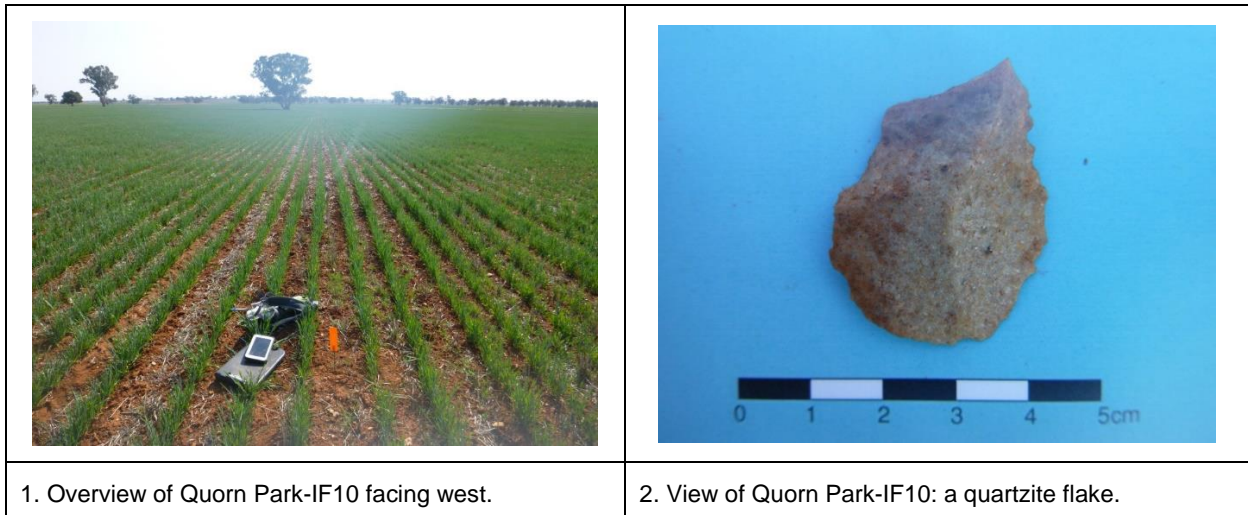 0 1 2 3 4 5cm
1. Overview of Quorn Park-IF10 facing west.
2. View of Quorn Park-IF10: a quartzite flake.